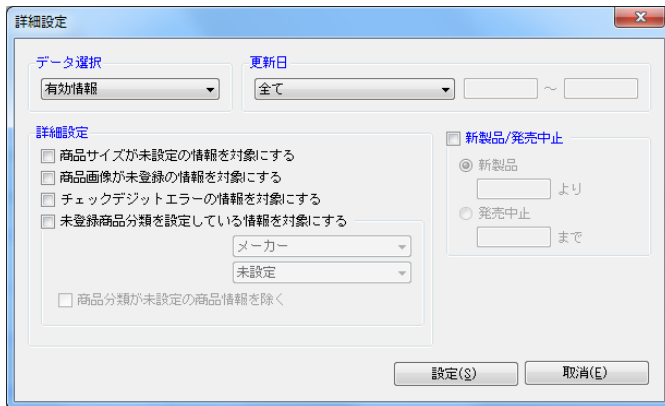 詳細設定
データ選択
有効情報
更新日
全て
～
詳細設定
商品サイズが未設定の情報を対象にする
商品画像が未登録の情報を対象にする
チェックデジットエラーの情報を対象にする
未登録商品分類を設定している情報を対象にする
メーカー
未設定
商品分類が未設定の商品情報を除く
新製品/発売中止
新製品
より
発売中止
まで
設定(S)
取消(E)